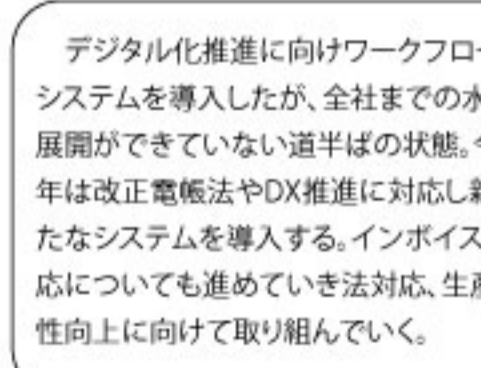 デジタル化推進に向けワークフロー
システムを導入したが、全社までの水
展開ができていない道半ばの状態。今
年は改正電帳法やDX推進に対応し新
たなシステムを導入する。インボイス
応についても進めていき法対応、生産
性向上に向けて取り組んでいく。